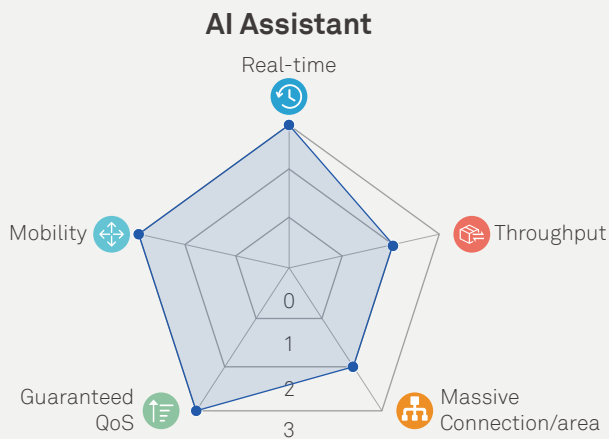 AI Assistant
Real-time
Mobility
Throughput
0
1
2
3
Guaranteed
QoS
Massive
Connection/area